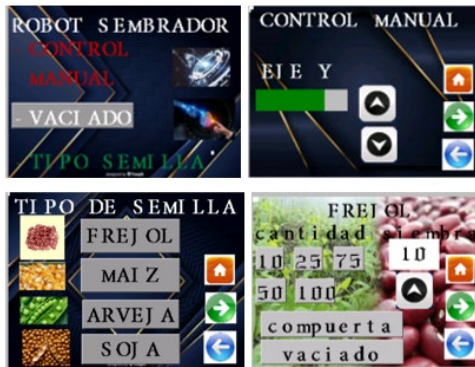 ROBOT SEMBRADOR
CONTROL
MANUAL
- VACIADO
-TIPO SEMILLA
CONTROL MANUAL
EJE Y
TIPO DE SEMILLA
FREJOL
MAIZ
ARVEJA
SOJA
FREJOL
cantidad siembra
10 25 75
10
50 100
compuerta
vaciado